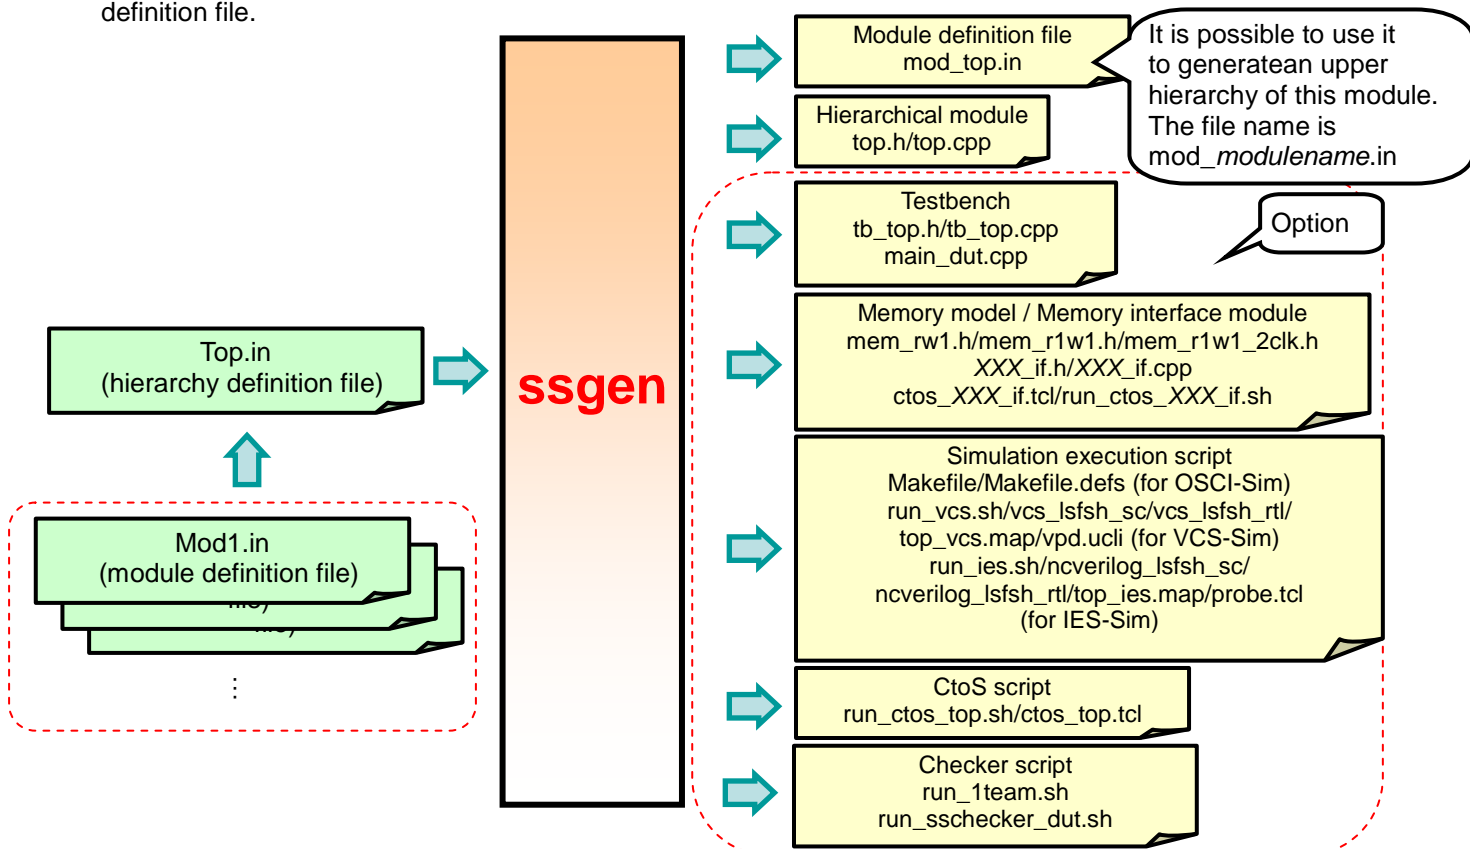 definition file.
Module definition file
mod_top.in
It is possible to use it
to generatean upper
hierarchy of this module.
The file name is
mod_modulename.in
Hierarchical module
top.h/top.cpp
Testbench
tb_top.h/tb_top.cpp
main_dut.cpp
Option
Memory model / Memory interface module
mem_rw1.h/mem_r1w1.h/mem_r1w1_2clk.h
XXX_if.h/XXX_if.cpp
ctos_XXX_if.tcl/run_ctos_XXX_if.sh
Top.in
(hierarchy definition file)
ssgen
Mod1.in
(module definition file)
file)
file)
⋮
Simulation execution script
Makefile/Makefile.defs (for OSCI-Sim)
run_vcs.sh/vcs_lsfsh_sc/vcs_lsfsh_rtl/
top_vcs.map/vpd.ucli (for VCS-Sim)
run_ies.sh/ncverilog_lsfsh_sc/
ncverilog_lsfsh_rtl/top_ies.map/probe.tcl
(for IES-Sim)
CtoS script
run_ctos_top.sh/ctos_top.tcl
Checker script
run_1team.sh
run_sschecker_dut.sh